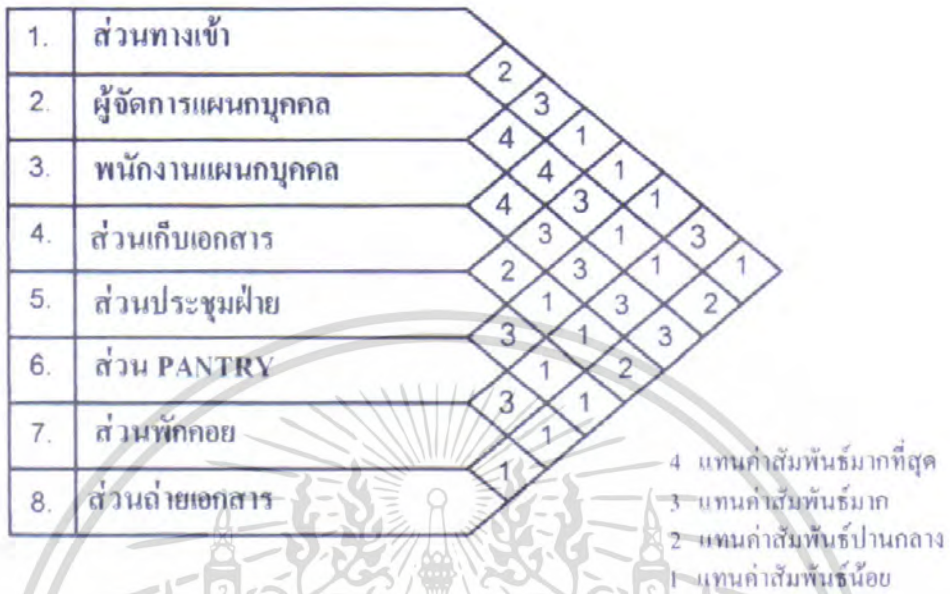 1. ส่วนทางเข้า
2. ผู้จัดการแผนกบุคคล
3. พนักงานแผนกบุคคล
4. ส่วนเก็บเอกสาร
5. ส่วนประชุมฝ่าย
6. ส่วน PANTRY
7. ส่วนพักคอย
8. ส่วนถ่ายเอกสาร
2
3
4 1
4 1
4 3 1
3 1 3
2 3 1 1
1 3 2
3 1 3
1 2
3 1
1
1
4 แทนค่าสัมพันธ์มากที่สุด
3 แทนค่าสัมพันธ์มาก
2 แทนค่าสัมพันธ์ปานกลาง
1 แทนค่าสัมพันธ์น้อย